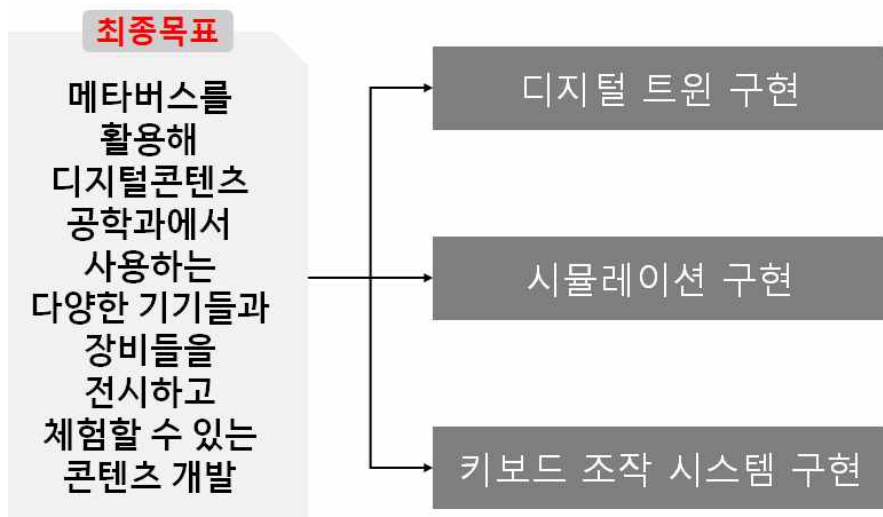 최종목표
메타버스를
활용해
디지털콘텐츠
공학과에서
사용하는
다양한 기기들과
장비들을
전시하고
체험할 수 있는
콘텐츠 개발
디지털 트윈 구현
시뮬레이션 구현
키보드 조작 시스템 구현